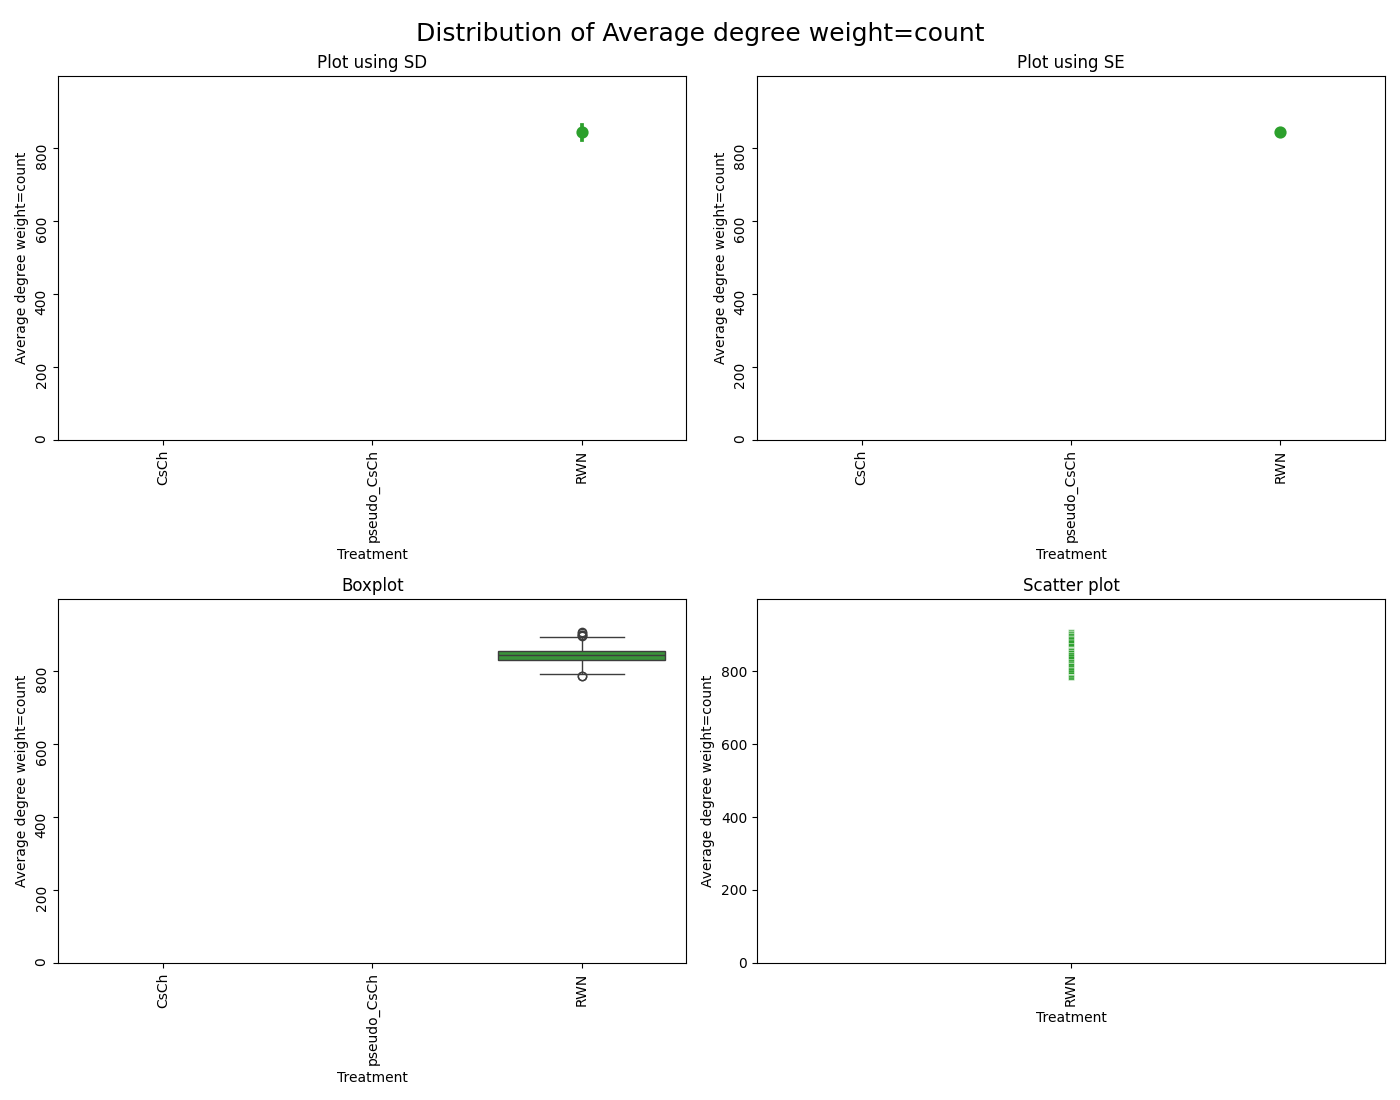 Distribution of Average degree weight=count
Plot using SD
Average degree weight=count
800
600
400
200
0
CsCh
pseudo_CsCh
RWN
Treatment
Plot using SE
Average degree weight=count
800
600
400
200
0
CsCh
pseudo_CsCh
RWN
Treatment
Boxplot
Average degree weight=count
800
600
400
200
0
CsCh
pseudo_CsCh
RWN
Treatment
Scatter plot
Average degree weight=count
800
600
400
200
0
RWN
Treatment